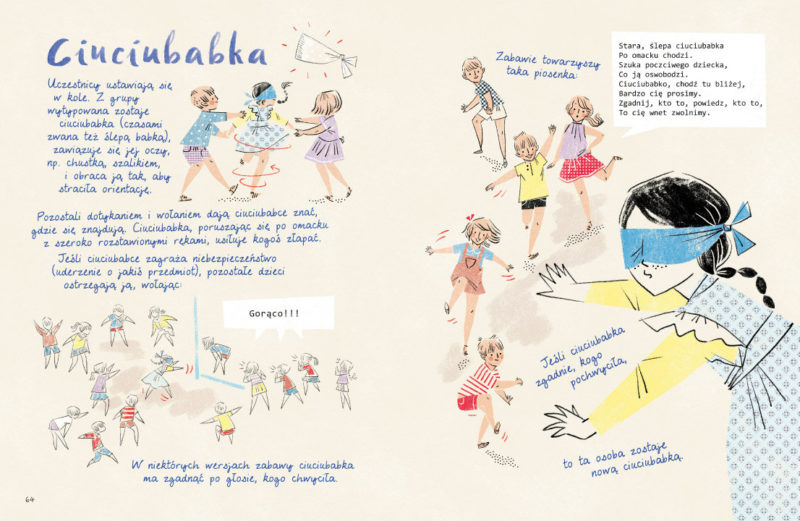 Ciuciubabka
Uczestnicy ustawiają się
w kole. Z grupy
wytypowana zostaje
ciuciubabka (czasami
zwana też ślepą babką),
zawiązuje się jej oczy,
np. chustką, szalikiem,
i obraca ją tak, aby
straciła orientację.
Pozostali dotykaniem i wołaniem dają ciuciubabce znać,
gdzie się znajdują. Ciuciubabka, poruszając się po omacku
z szeroko rozstawionymi rękami, usiłuje kogoś złapać.
Jeśli ciuciubabce zagraża niebezpieczeństwo
(uderzenie o jakiś przedmiot), pozostałe dzieci
ostrzegają ją, wołając:
Gorąco!!!
W niektórych wersjach zabawy ciuciubabka
ma zgadnąć po głosie, kogo chwyciła.
64
Zabawie towarzyszy
taka piosenka:
Stara, ślepa ciuciubabka
Po omacku chodzi.
Szuka poczciwego dziecka,
Co ją oswobodzi.
Ciuciubabko, chodź tu bliżej,
Bardzo cię prosimy.
Zgadnij, kto to, powiedz, kto to,
To cię wnet zwolnimy.
Jeśli ciuciubabka
zgadnie, kogo
pochwyciła,
to ta osoba zostaje
nową ciuciubabką.